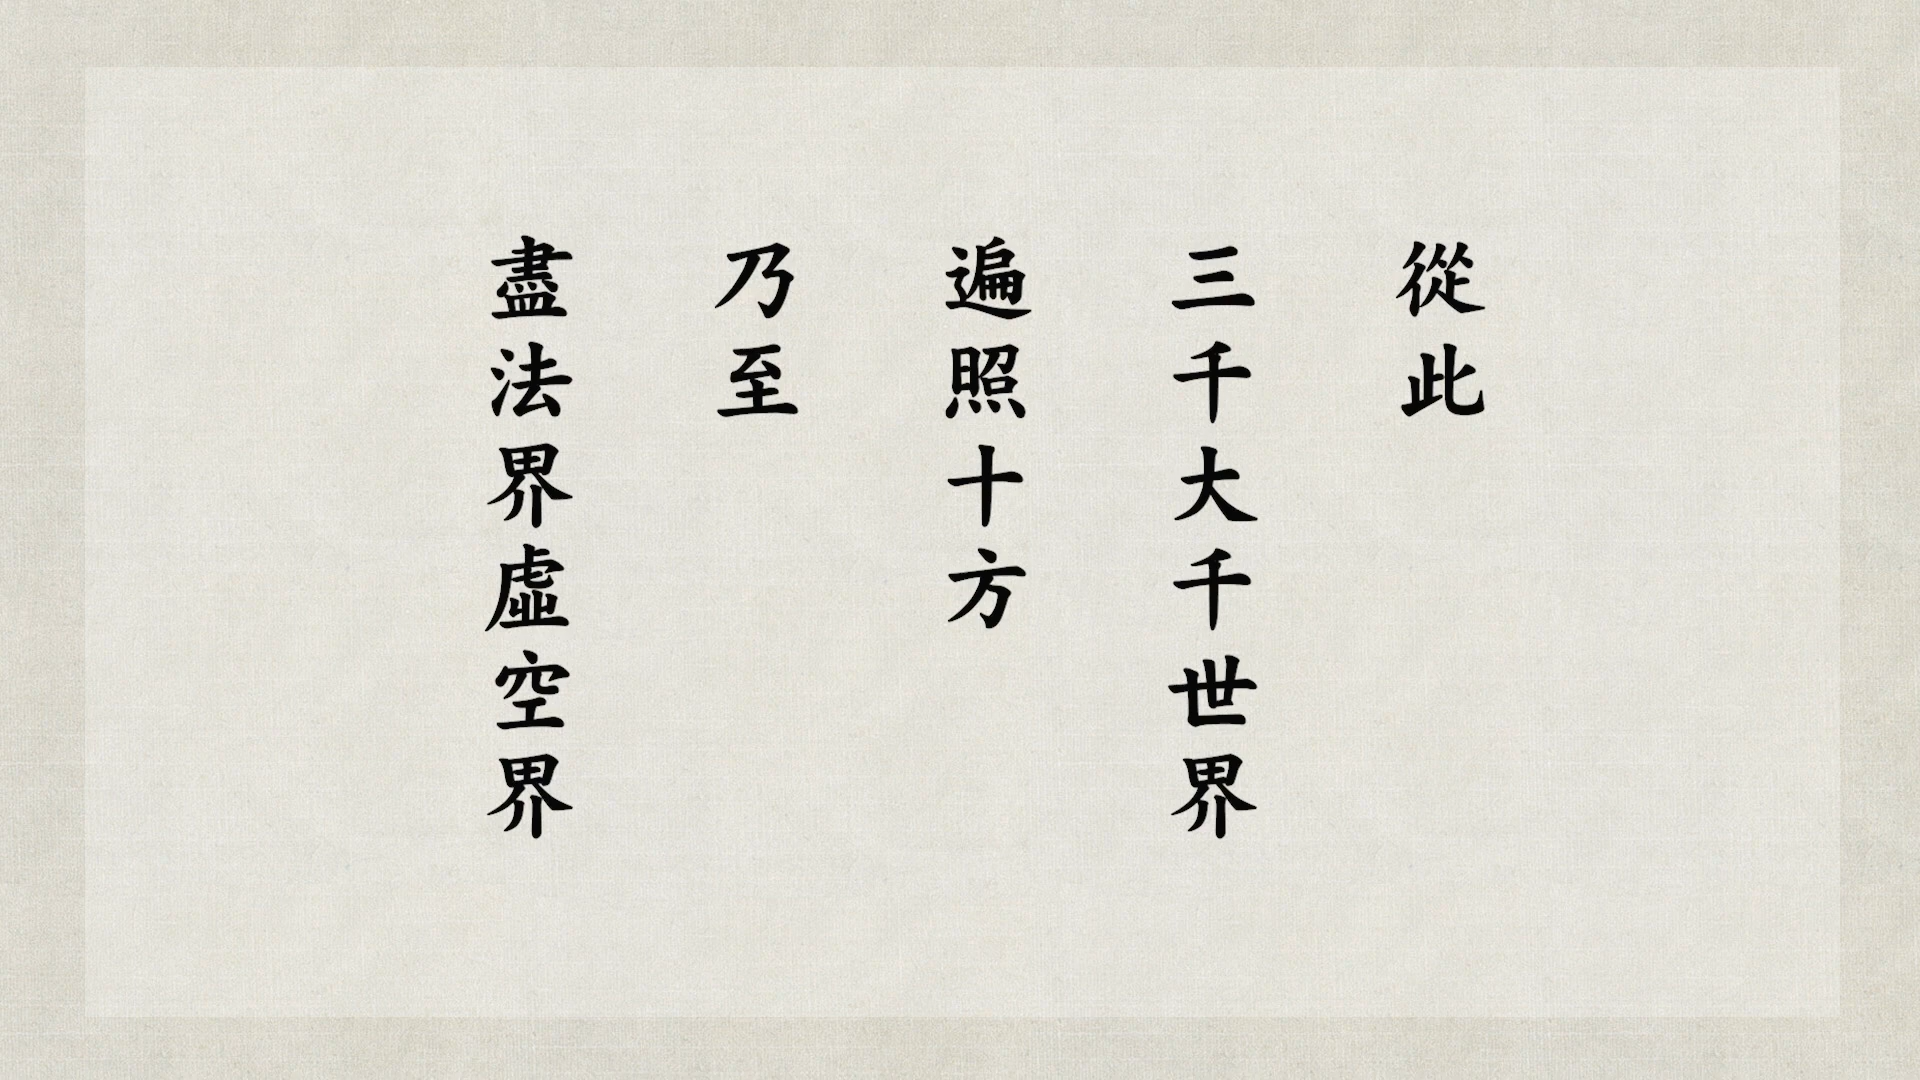 從此
三千大千世界
遍照十方
乃至
盡法界虛空界